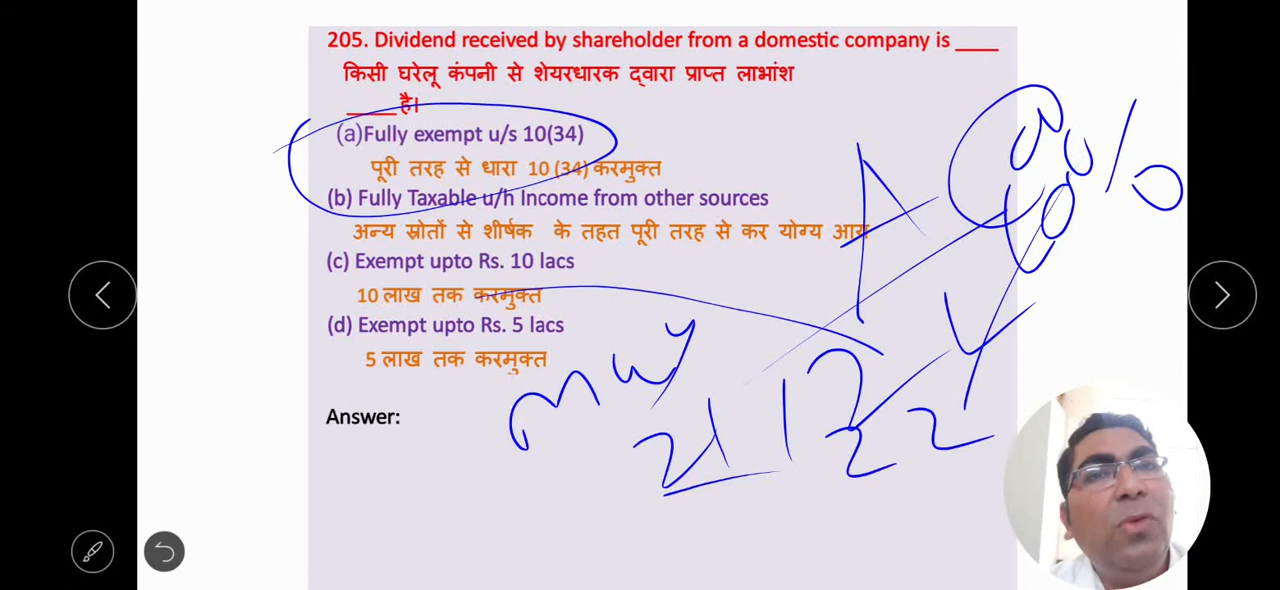 205. Dividend received by shareholder from a domestic company is ____
किसी घरेलू कंपनी से शेयरधारक द्वारा प्राप्त लाभांश
____ है।
(a)Fully exempt u/s 10(34)
पूरी तरह से धारा 10 (34) करमुक्त
(b) Fully Taxable u/h Income from other sources
अन्य स्रोतों से शीर्षक के तहत पूरी तरह से कर योग्य आय
(c) Exempt upto Rs. 10 lacs
10 लाख तक करमुक्त
(d) Exempt upto Rs. 5 lacs
5 लाख तक करमुक्त
Answer: